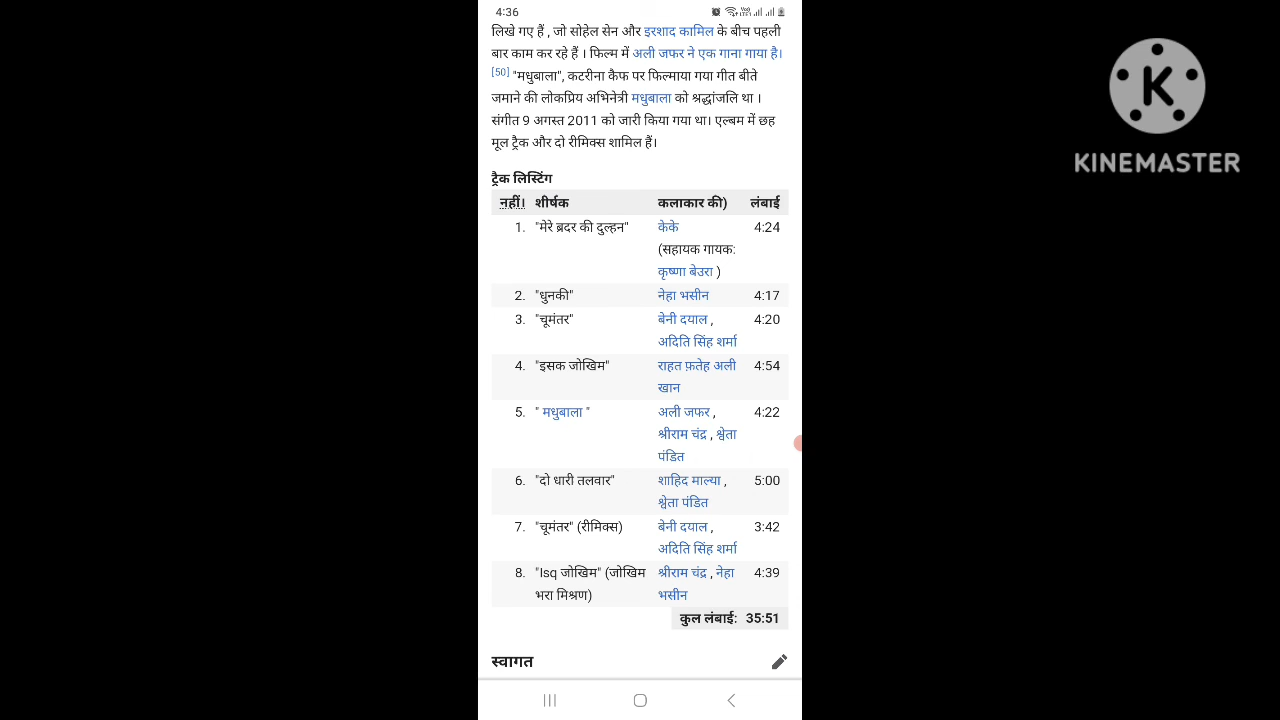 4:36
लिखे गए हैं , जो सोहेल सेन और इरशाद कामिल के बीच पहली
बार काम कर रहे हैं । फिल्म में अली जफर ने एक गाना गाया है।
[50] "मधुबाला", कटरीना कैफ पर फिल्माया गया गीत बीते
जमाने की लोकप्रिय अभिनेत्री मधुबाला को श्रद्धांजलि था ।
संगीत 9 अगस्त 2011 को जारी किया गया था। एल्बम में छह
मूल ट्रैक और दो रीमिक्स शामिल हैं।
ट्रैक लिस्टिंग
नहीं। शीर्षक कलाकार की) लंबाई
1. "मेरे ब्रदर की दुल्हन" केके 4:24
(सहायक गायक:
कृष्णा बेउरा )
2. "धुनकी" नेहा भसीन 4:17
3. "चूमंतर" बेनी दयाल , 4:20
अदिति सिंह शर्मा
4. "इसक जोखिम" राहत फ़तेह अली 4:54
खान
5. " मधुबाला " अली जफर , 4:22
श्रीराम चंद्र , श्वेता
पंडित
6. "दो धारी तलवार" शाहिद माल्या , 5:00
श्वेता पंडित
7. "चूमंतर" (रीमिक्स) बेनी दयाल , 3:42
अदिति सिंह शर्मा
8. "Isq जोखिम" (जोखिम श्रीराम चंद्र , नेहा 4:39
भरा मिश्रण) भसीन
कुल लंबाई: 35:51
स्वागत
K
KINEMASTER